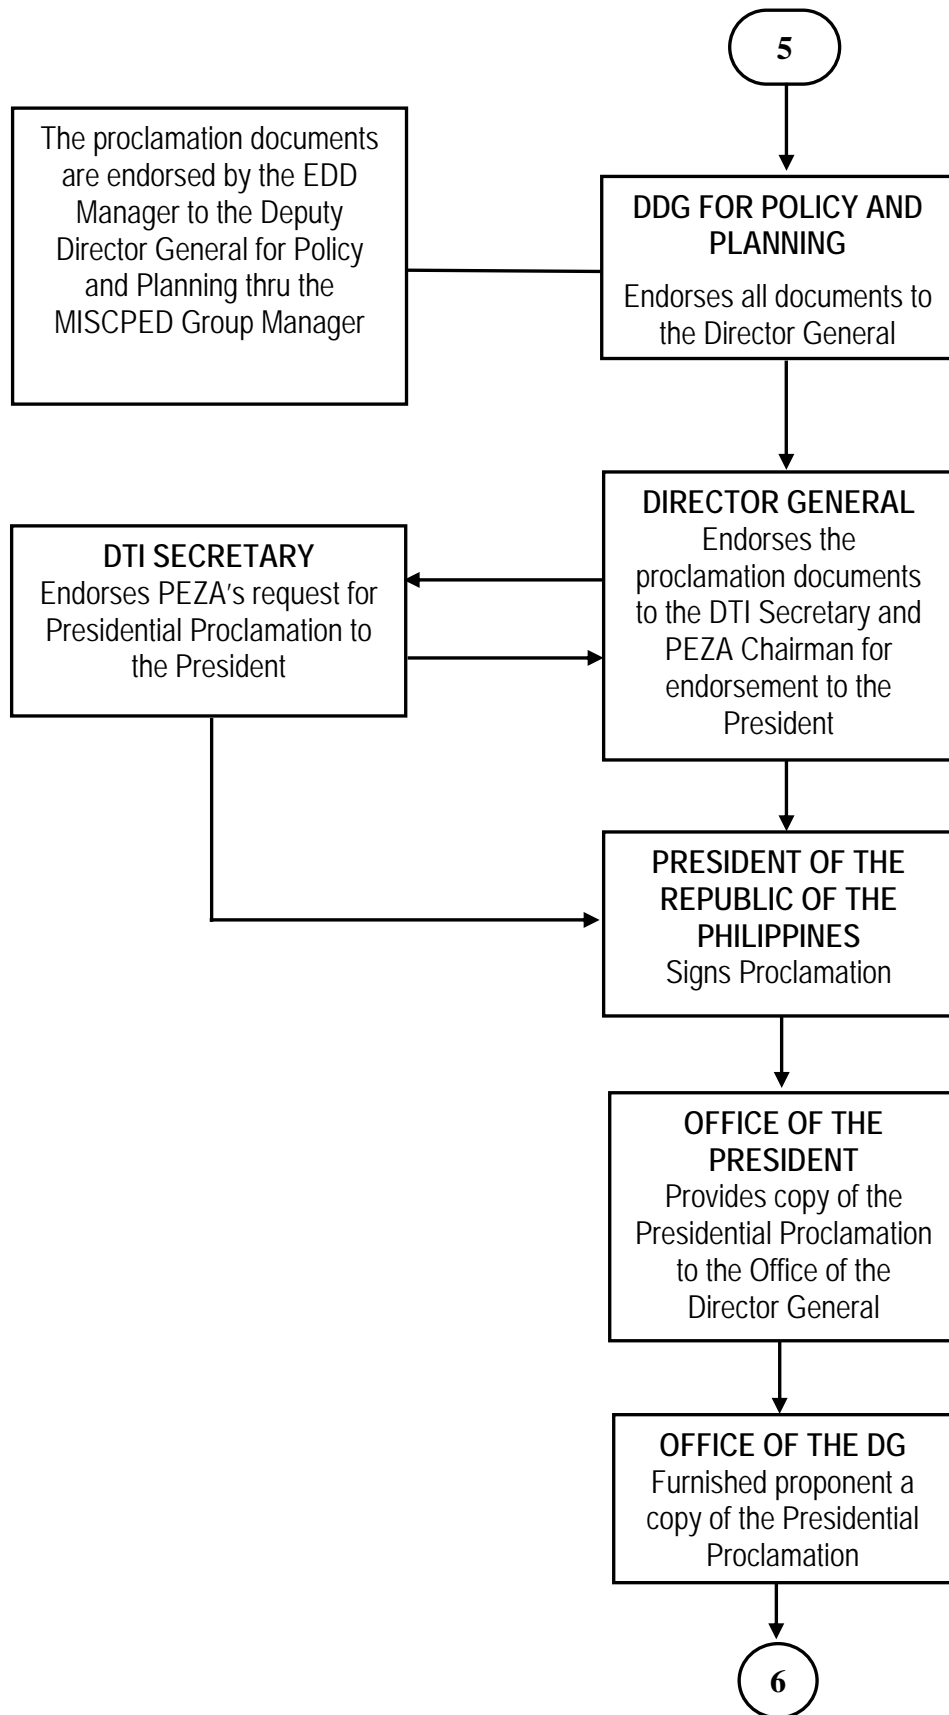 5
The proclamation documents
are endorsed by the EDD
Manager to the Deputy
Director General for Policy
and Planning thru the
MISCPED Group Manager
DDG FOR POLICY AND
PLANNING
Endorses all documents to
the Director General
DIRECTOR GENERAL
Endorses the
proclamation documents
to the DTI Secretary and
PEZA Chairman for
endorsement to the
President
DTI SECRETARY
Endorses PEZA’s request for
Presidential Proclamation to
the President
PRESIDENT OF THE
REPUBLIC OF THE
PHILIPPINES
Signs Proclamation
OFFICE OF THE
PRESIDENT
Provides copy of the
Presidential Proclamation
to the Office of the
Director General
OFFICE OF THE DG
Furnished proponent a
copy of the Presidential
Proclamation
6